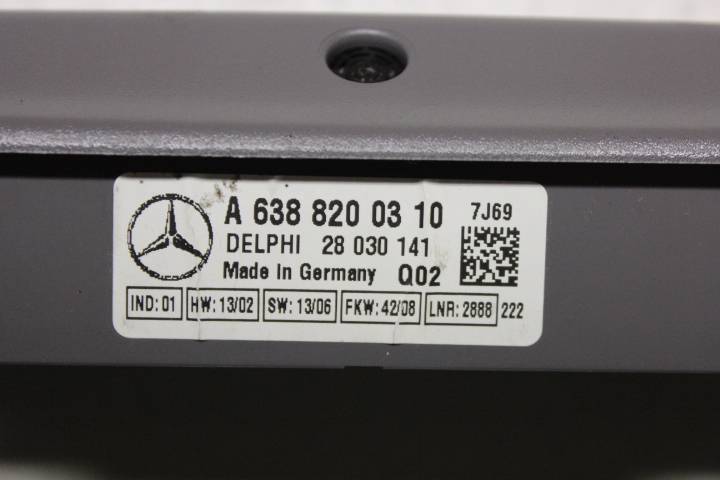 A 638 820 03 10 7J69
DELPHI 28 030 141
Made in Germany Q02
IND: 01 HW: 13/02 SW: 13/06 FKW: 42/08 LNR: 2888 222